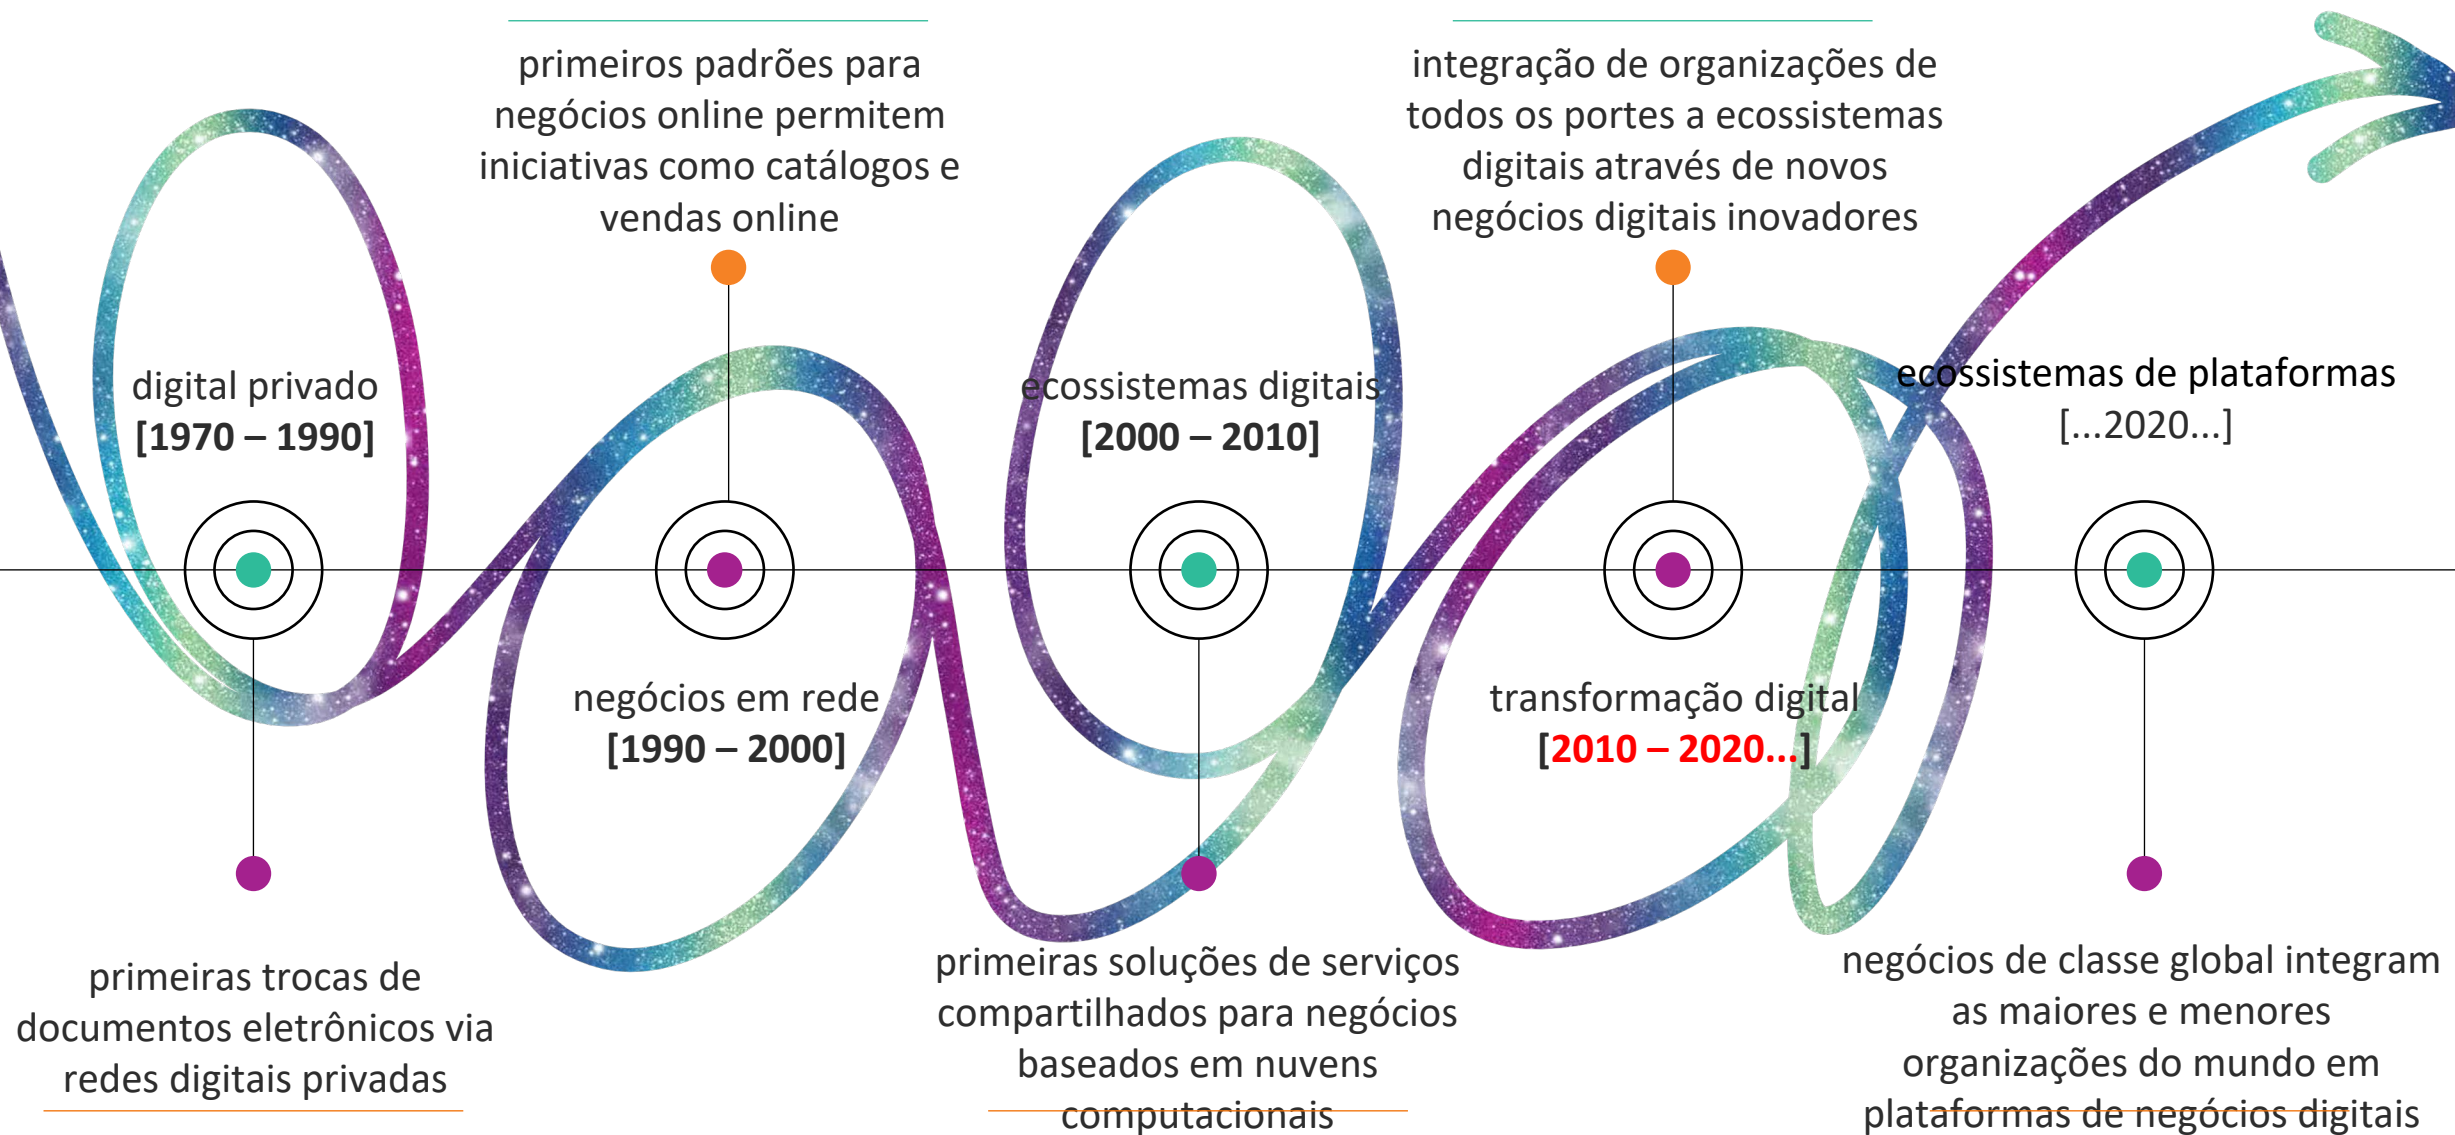 primeiros padrões para
negócios online permitem
iniciativas como catálogos e
vendas online
integração de organizações de
todos os portes a ecossistemas
digitais através de novos
negócios digitais inovadores
digital privado
[1970 – 1990]
ecossistemas digitais
[2000 – 2010]
ecossistemas de plataformas
[...2020...]
negócios em rede
[1990 – 2000]
transformação digital
[2010 – 2020...]
primeiras trocas de
documentos eletrônicos via
redes digitais privadas
primeiras soluções de serviços
compartilhados para negócios
baseados em nuvens
computacionais
negócios de classe global integram
as maiores e menores
organizações do mundo em
plataformas de negócios digitais